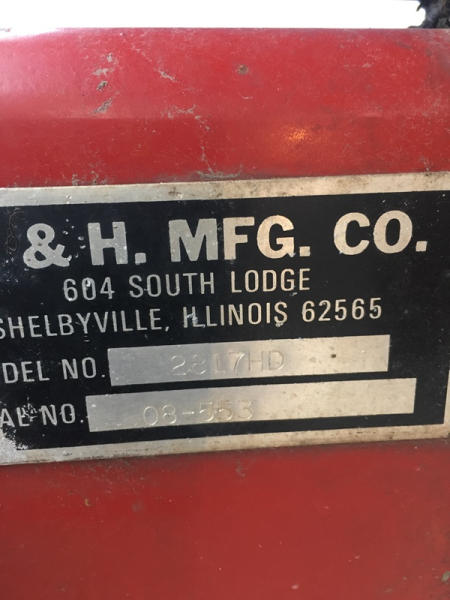 & H. MFG. CO.
604 SOUTH LODGE
SHELBYVILLE, ILLINOIS 62565
DEL NO. 2817HD
AL NO. 08-553